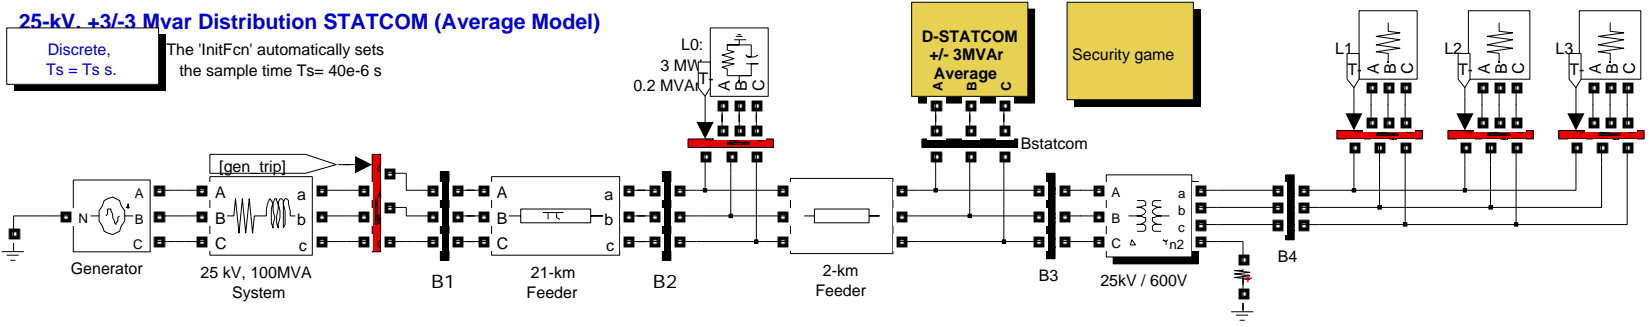 25-kV, +3/-3 Mvar Distribution STATCOM (Average Model)
Discrete,
Ts = Ts s.
The 'InitFcn' automatically sets
the sample time Ts= 40e-6 s
L0:
3 MW
0.2 MVAr
T
A B C
D-STATCOM
+/- 3MVAr
Average
A B C
Security game
L1
T
A B C
L2
T
A B C
L3
T
A B C
Bstatcom
[gen_trip]
N
A
B
C
Generator
A
B
C
a
b
c
25 kV, 100MVA
System
B1
A
B
C
a
b
c
21-km
Feeder
B2
2-km
Feeder
B3
A
B
C
a
b
c
n2
25kV / 600V
B4